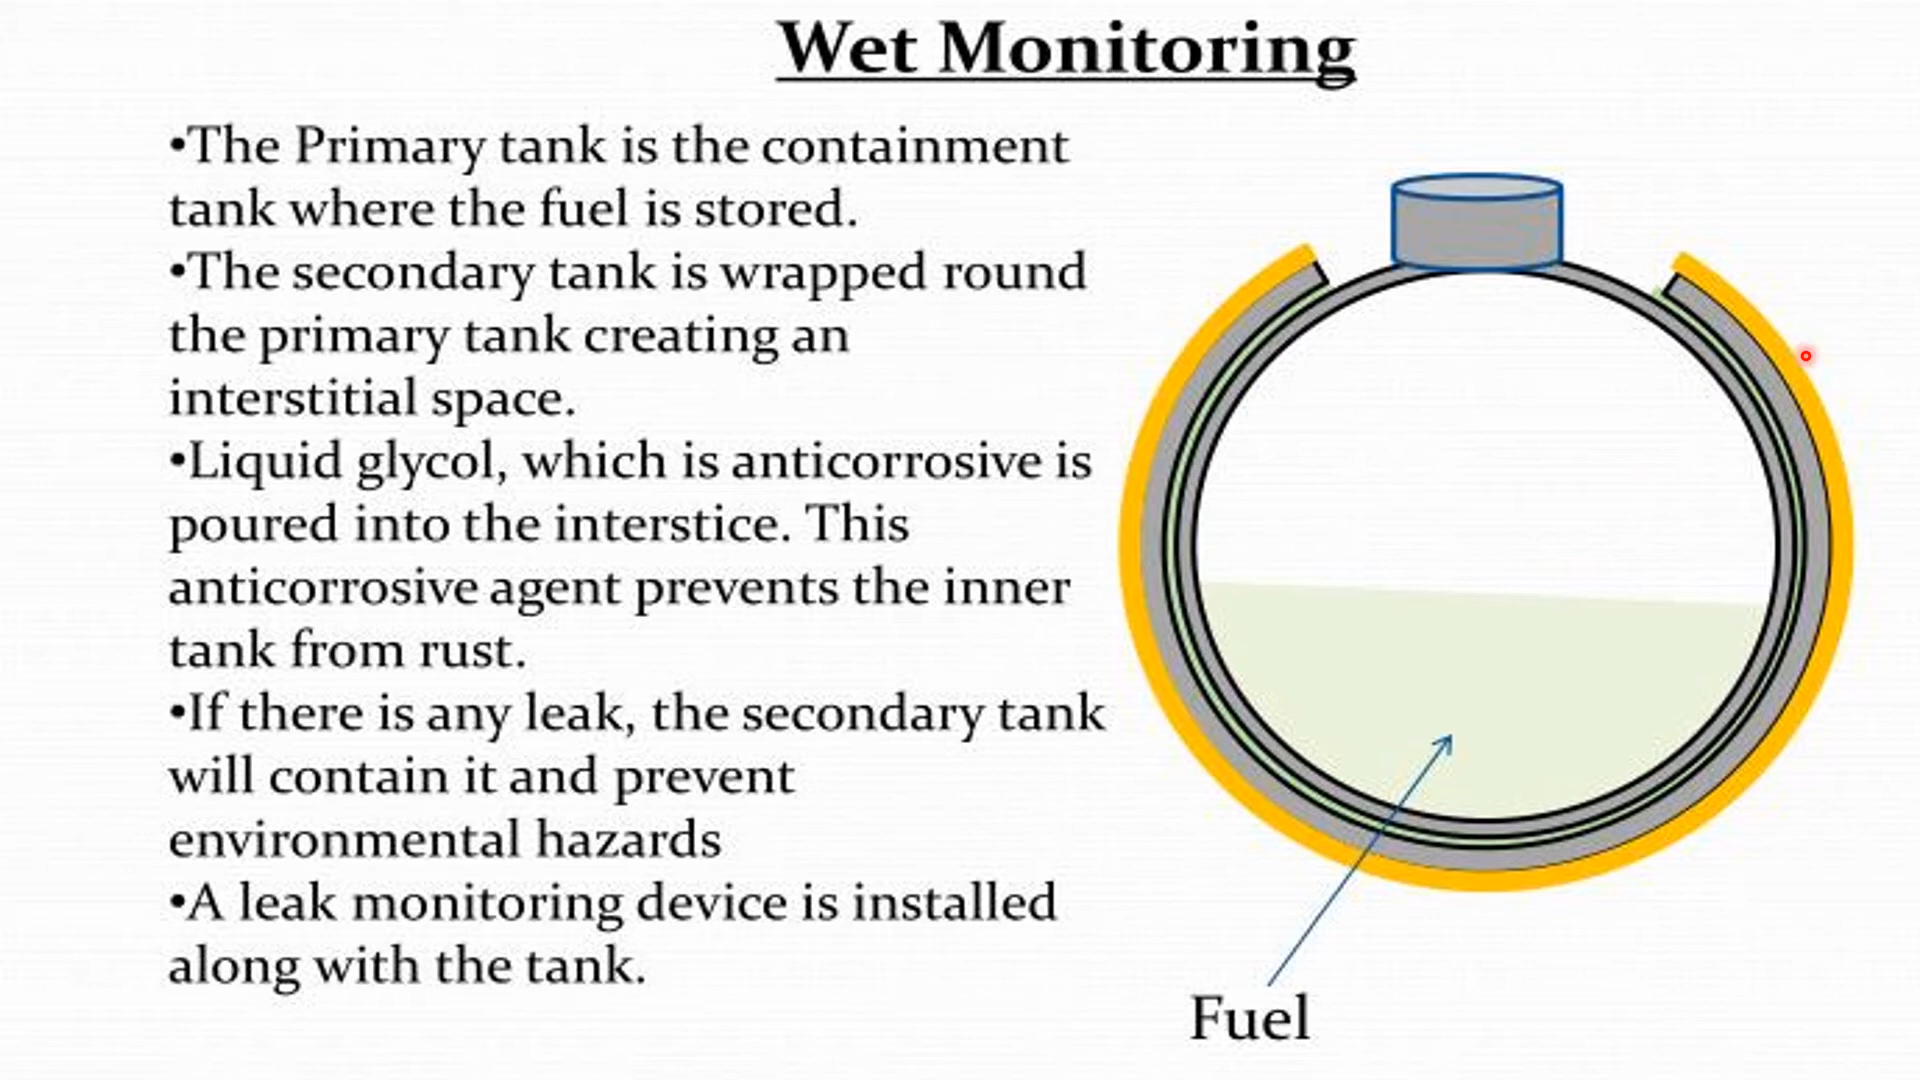 Wet Monitoring
•The Primary tank is the containment
tank where the fuel is stored.
•The secondary tank is wrapped round
the primary tank creating an
interstitial space.
•Liquid glycol, which is anticorrosive is
poured into the interstice. This
anticorrosive agent prevents the inner
tank from rust.
•If there is any leak, the secondary tank
will contain it and prevent
environmental hazards
•A leak monitoring device is installed
along with the tank.
Fuel